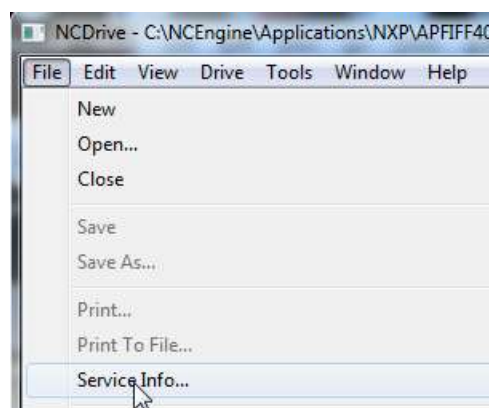 NCDrive - C:\NCEngine\Applications\NXP\APFIFF40
File Edit View Drive Tools Window Help
New
Open...
Close
Save
Save As...
Print...
Print To File...
Service Info...